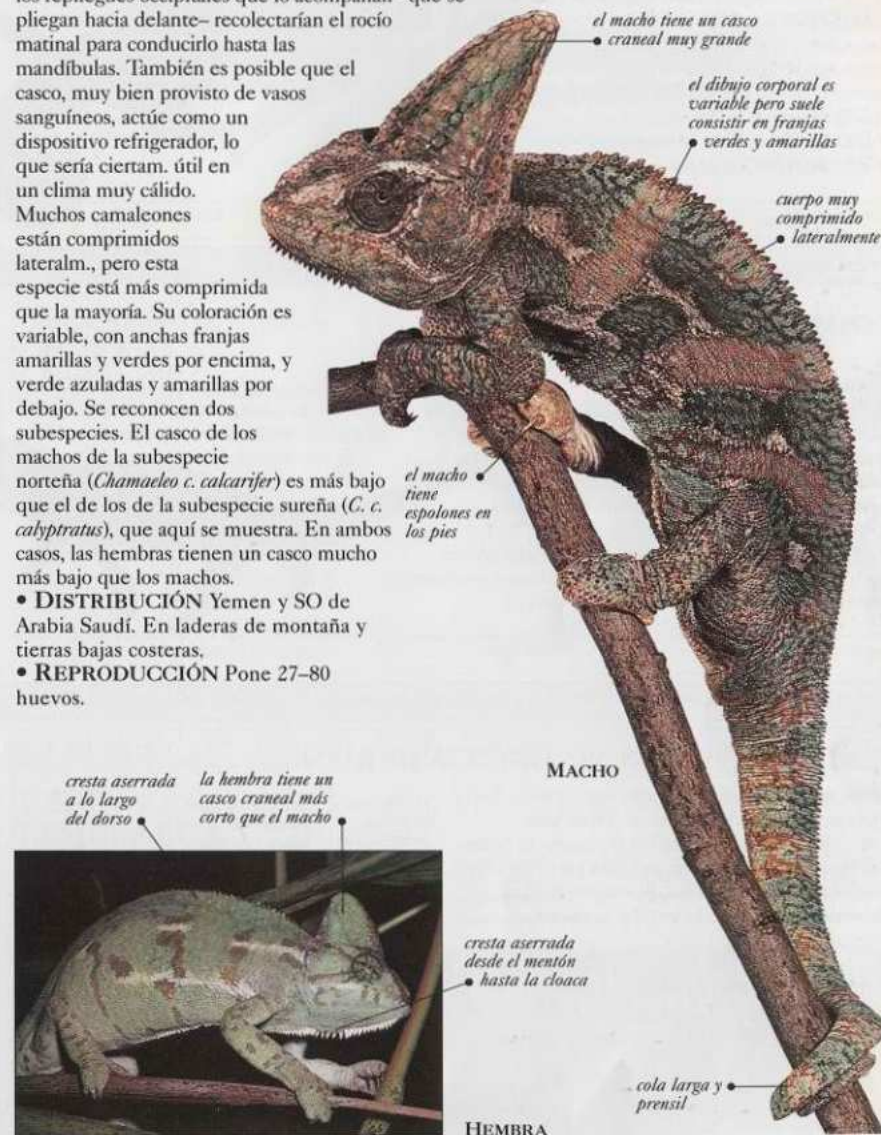 pliegan hacia delante– recolectarían el rocío
matinal para conducirlo hasta las
mandíbulas. También es posible que el
casco, muy bien provisto de vasos
sanguíneos, actúe como un
dispositivo refrigerador, lo
que sería ciertam. útil en
un clima muy cálido.
Muchos camaleones
están comprimidos
lateralm., pero esta
especie está más comprimida
que la mayoría. Su coloración es
variable, con anchas franjas
amarillas y verdes por encima, y
verde azuladas y amarillas por
debajo. Se reconocen dos
subespecies. El casco de los
machos de la subespecie
norteña (Chamaeleo c. calcarifer) es más bajo
que el de los de la subespecie sureña (C. c.
calyptratus), que aquí se muestra. En ambos
casos, las hembras tienen un casco mucho
más bajo que los machos.
• DISTRIBUCIÓN Yemen y SO de
Arabia Saudí. En laderas de montaña y
tierras bajas costeras.
• REPRODUCCIÓN Pone 27–80
huevos.
el macho tiene un casco
craneal muy grande
el dibujo corporal es
variable pero suele
consistir en franjas
verdes y amarillas
cuerpo muy
comprimido
lateralmente
el macho
tiene
espolones en
los pies
MACHO
cresta aserrada
a lo largo
del dorso
la hembra tiene un
casco craneal más
corto que el macho
cresta aserrada
desde el mentón
hasta la cloaca
cola larga y
prensil
HEMBRA